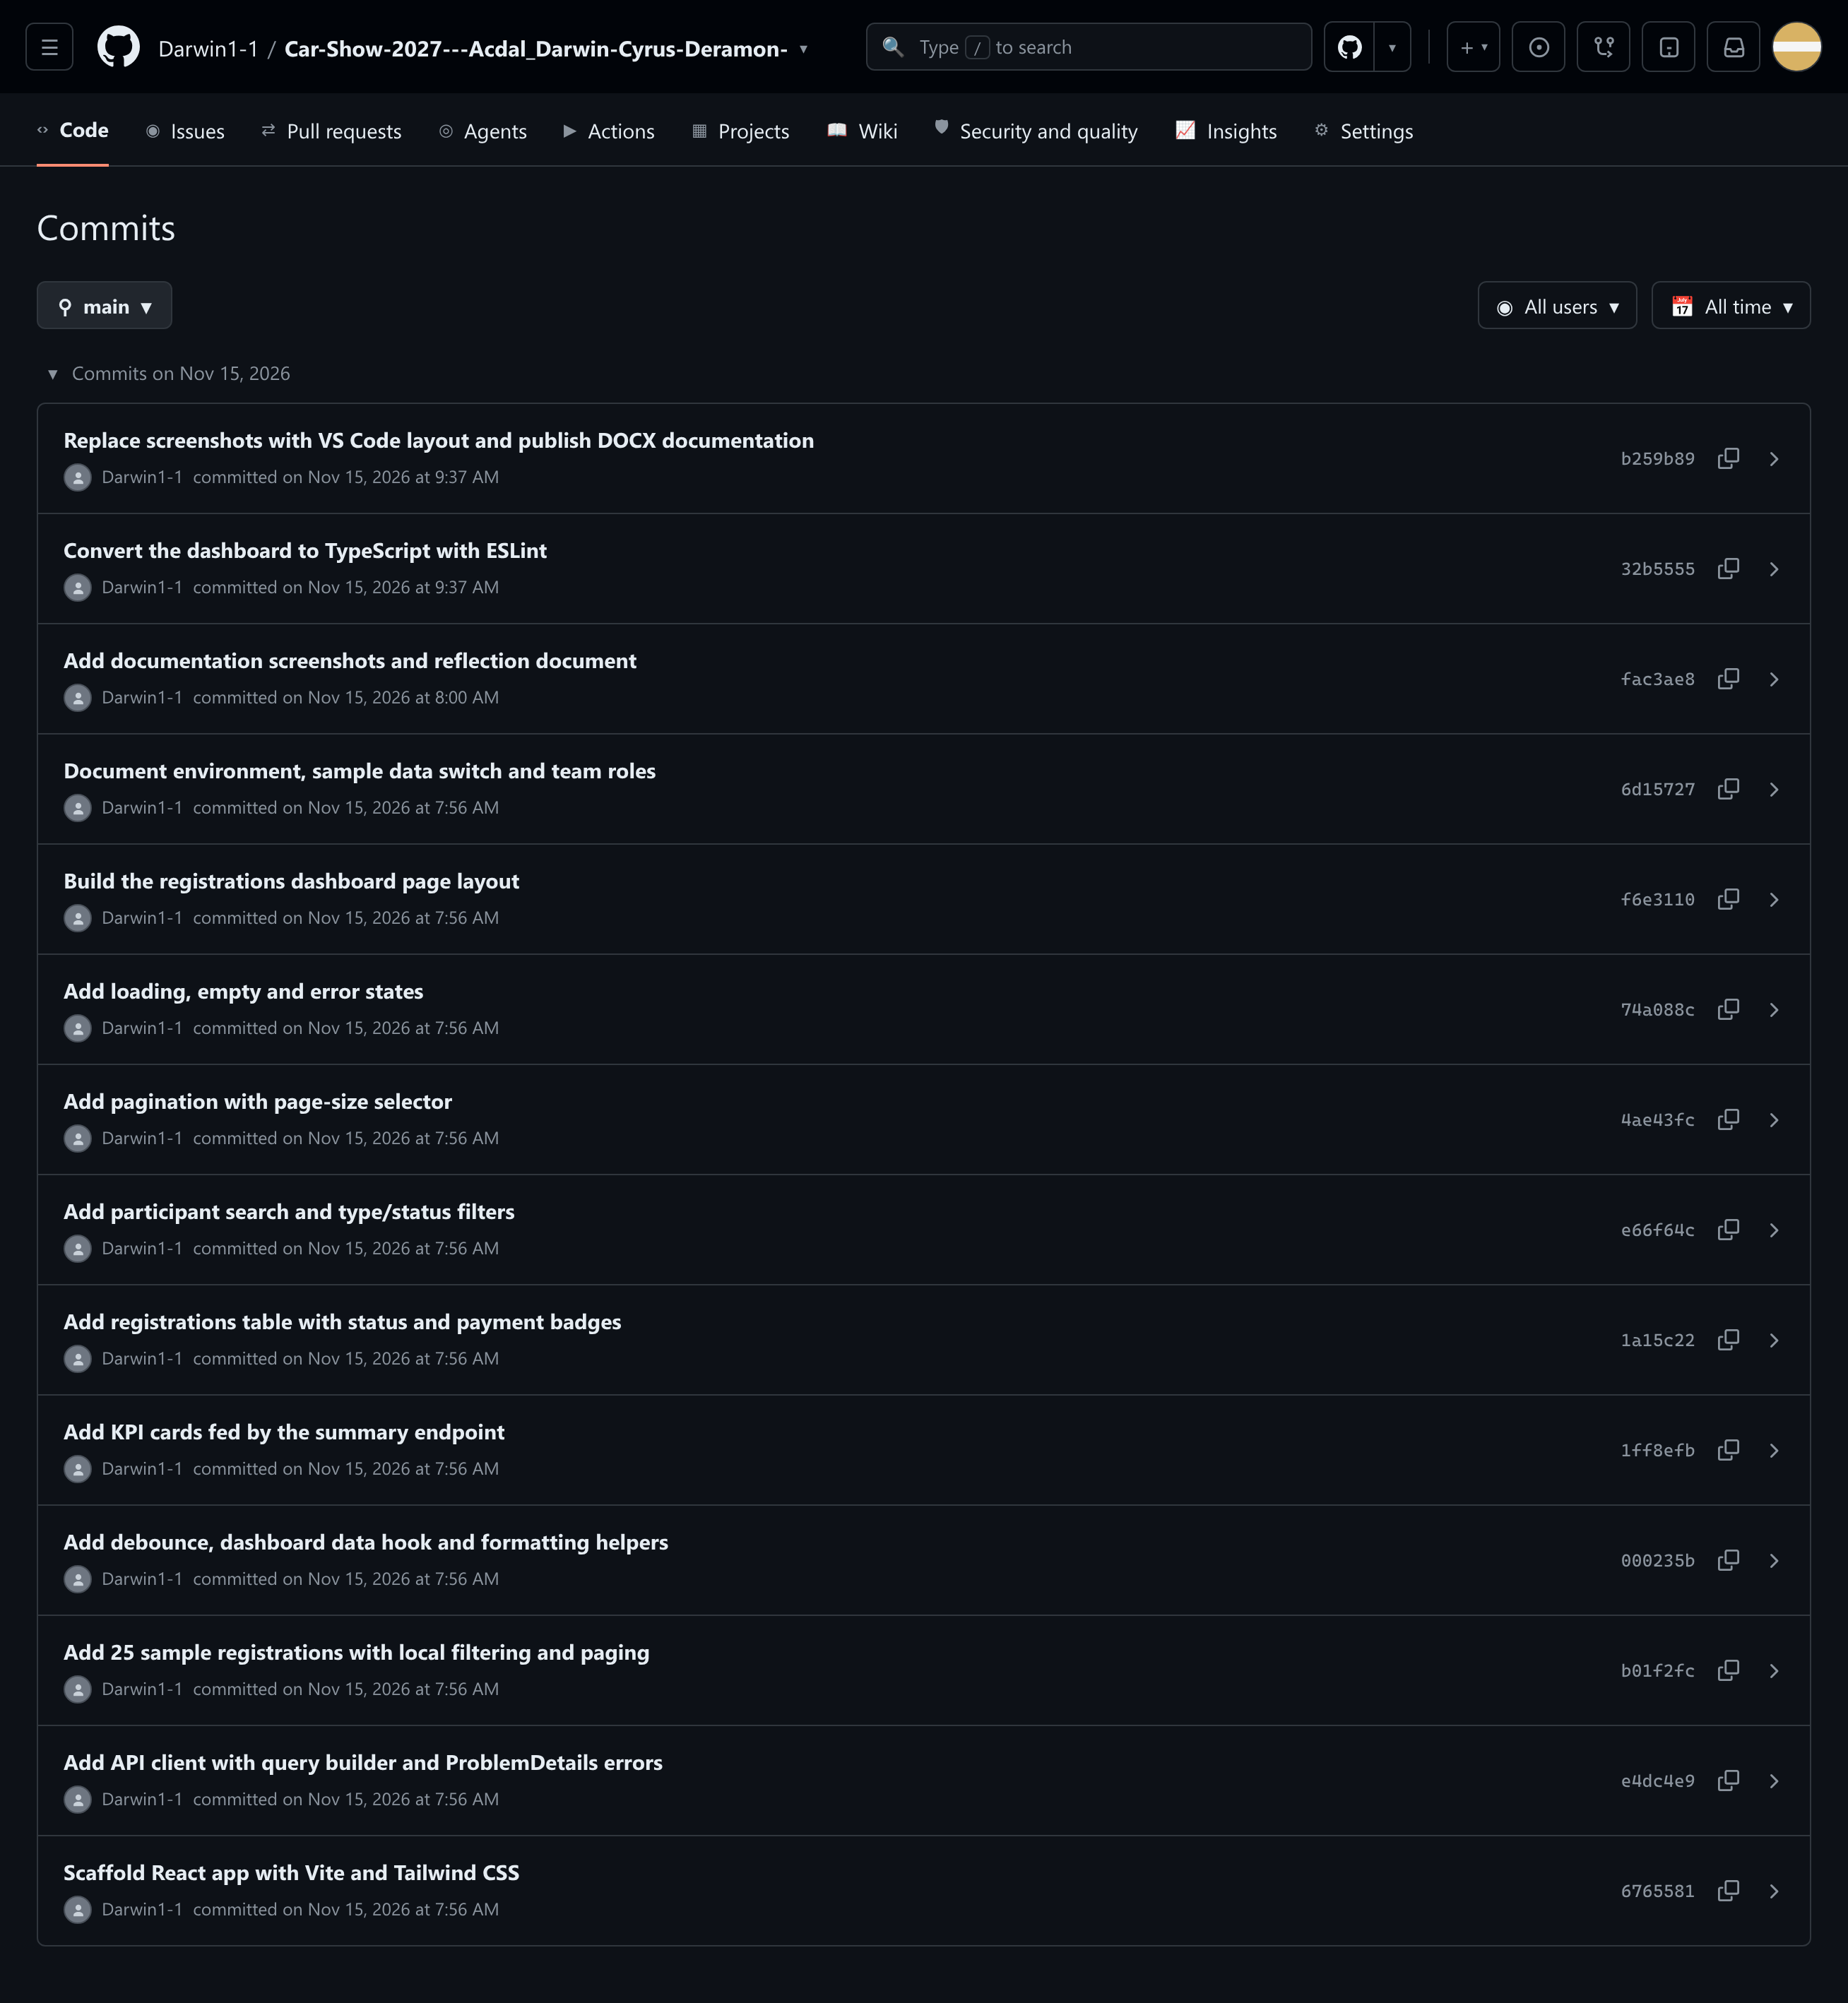 Darwin1-1 / Car-Show-2027---Acdal_Darwin-Cyrus-Deramon-
Type / to search
Code Issues Pull requests Agents Actions Projects Wiki Security and quality Insights Settings
Commits
main
All users All time
Commits on Nov 15, 2026
Replace screenshots with VS Code layout and publish DOCX documentation
Darwin1-1 committed on Nov 15, 2026 at 9:37 AM
b259b89
Convert the dashboard to TypeScript with ESLint
Darwin1-1 committed on Nov 15, 2026 at 9:37 AM
32b5555
Add documentation screenshots and reflection document
Darwin1-1 committed on Nov 15, 2026 at 8:00 AM
fac3ae8
Document environment, sample data switch and team roles
Darwin1-1 committed on Nov 15, 2026 at 7:56 AM
6d15727
Build the registrations dashboard page layout
Darwin1-1 committed on Nov 15, 2026 at 7:56 AM
f6e3110
Add loading, empty and error states
Darwin1-1 committed on Nov 15, 2026 at 7:56 AM
74a088c
Add pagination with page-size selector
Darwin1-1 committed on Nov 15, 2026 at 7:56 AM
4ae43fc
Add participant search and type/status filters
Darwin1-1 committed on Nov 15, 2026 at 7:56 AM
e66f64c
Add registrations table with status and payment badges
Darwin1-1 committed on Nov 15, 2026 at 7:56 AM
1a15c22
Add KPI cards fed by the summary endpoint
Darwin1-1 committed on Nov 15, 2026 at 7:56 AM
1ff8efb
Add debounce, dashboard data hook and formatting helpers
Darwin1-1 committed on Nov 15, 2026 at 7:56 AM
000235b
Add 25 sample registrations with local filtering and paging
Darwin1-1 committed on Nov 15, 2026 at 7:56 AM
b01f2fc
Add API client with query builder and ProblemDetails errors
Darwin1-1 committed on Nov 15, 2026 at 7:56 AM
e4dc4e9
Scaffold React app with Vite and Tailwind CSS
Darwin1-1 committed on Nov 15, 2026 at 7:56 AM
6765581